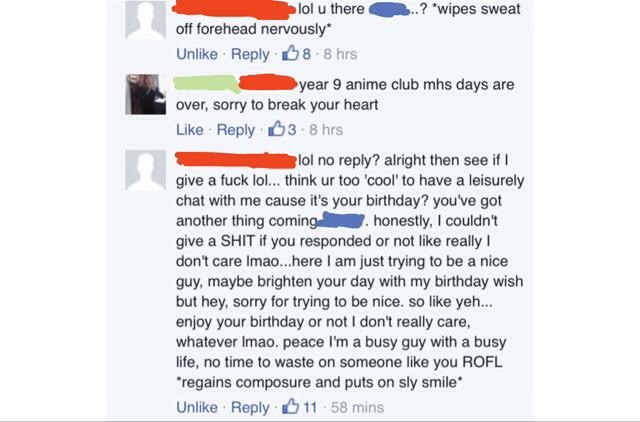 lol u there ..? *wipes sweat
off forehead nervously*
Unlike · Reply · 8 · 8 hrs
year 9 anime club mhs days are
over, sorry to break your heart
Like · Reply · 3 · 8 hrs
lol no reply? alright then see if I
give a fuck lol... think ur too 'cool' to have a leisurely
chat with me cause it's your birthday? you've got
another thing coming . honestly, I couldn't
give a SHIT if you responded or not like really I
don't care lmao...here I am just trying to be a nice
guy, maybe brighten your day with my birthday wish
but hey, sorry for trying to be nice. so like yeh...
enjoy your birthday or not I don't really care,
whatever lmao. peace I'm a busy guy with a busy
life, no time to waste on someone like you ROFL
*regains composure and puts on sly smile*
Unlike · Reply · 11 · 58 mins